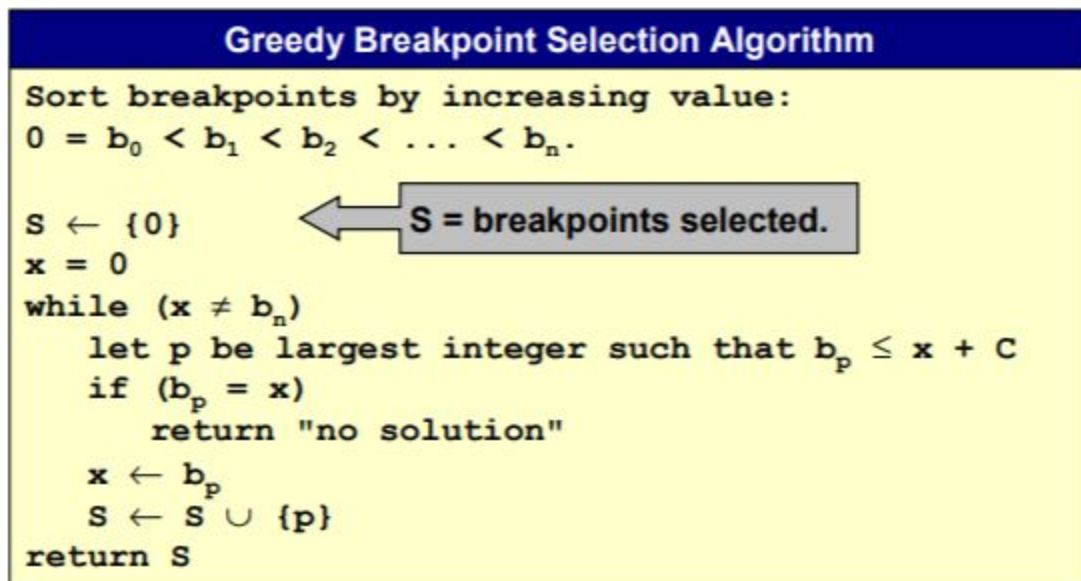 Greedy Breakpoint Selection Algorithm
Sort breakpoints by increasing value:
0 = b₀ < b₁ < b₂ < ... < bₙ.
S ← {0}
S = breakpoints selected.
x = 0
while (x ≠ bₙ)
let p be largest integer such that bₚ ≤ x + C
if (bₚ = x)
return "no solution"
x ← bₚ
S ← S ∪ {p}
return S